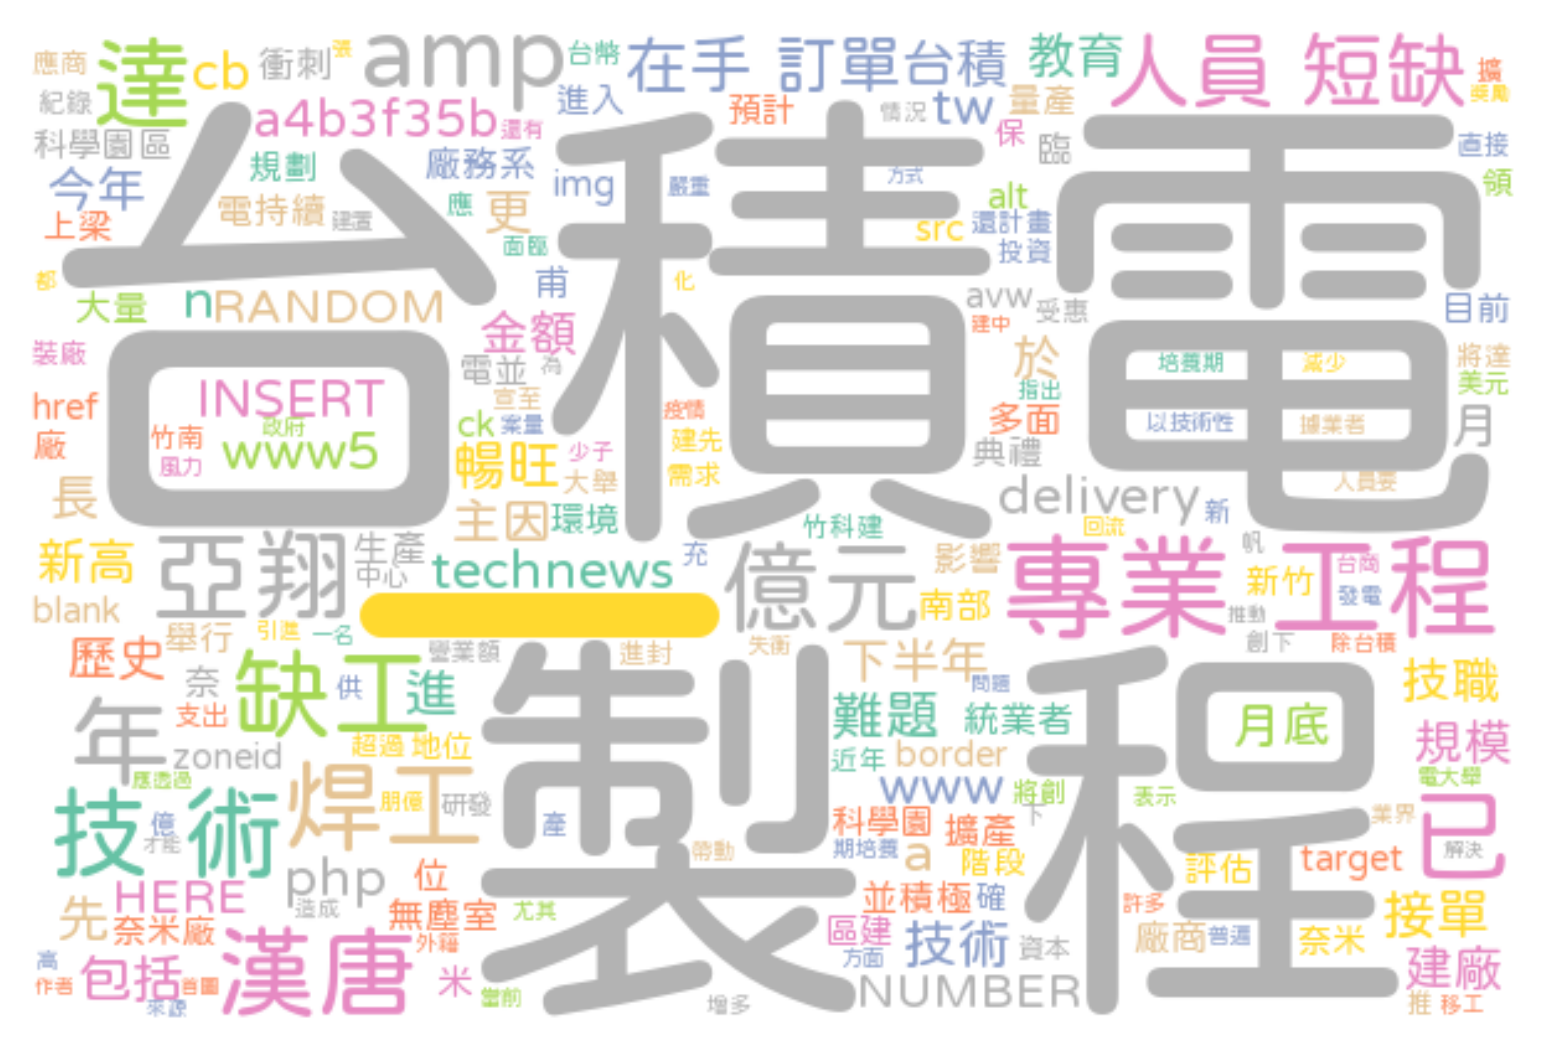 應商 達 cb 衝刺 張 amp 台幣 在手 訂單 台積 教育 人員 短缺 擴
紀錄 a4b3f35b 還有 進入 預計 情況 tw 量產 保 獎勵
科學園區 規劃 廠務系 img 嚴重 方式 臨 直接
今年 電持續 建置 應 更 alt 領
上梁 面臨 src 還計畫 投資
台積電
都 大量 nRANDOM 甫 化 avw 受惠 目前
裝廠 金額 建中 於 培養期 減少 將達
INSERT 電並 為 指出 美元
href 政府 宣至 疫情 多面 以技術性 據業者 月
廠 竹南 www5 ck 案量 建先 典禮
風力 暢旺 少子 需求 人員要
長 大舉 delivery 新
主因 環境 竹科建 回流
新高 亞翔 生產 中心 technews 充 億元 影響 專業 工程 帆 台商
blank 南部 新竹 發電 推動
一
歷史 舉行 引進 一名 營業額 進封 失衡 下半年 創下 除台積
奈 缺工 供 進 問題 技職
年 支出 難題 統業者 月底 規模
製程
zoneid 超過 地位 近年 border 電大舉
應透過 www 將創 表示
技術 億 才能 焊工 朋億 研發 產 科學園 擴產 下 業界 已
帶動 期培養 a 階段 評估 target 解決
HERE php 位 並積極 確 許多
先 造成 無塵室 尤其 區建 技術 資本 廠商 普遍 奈米 接單
奈米廠 漢唐 外籍 方面 建廠
高 包括 首圖 米 NUMBER
作者 來源 當前 增多 推 移工